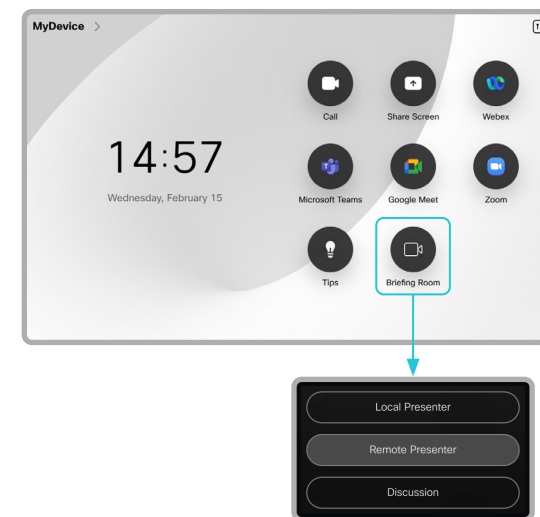 MyDevice
Call
Share Screen
Webex
14:57
Wednesday, February 15
Microsoft Teams
Google Meet
Zoom
Tips
Briefing Room
Local Presenter
Remote Presenter
Discussion